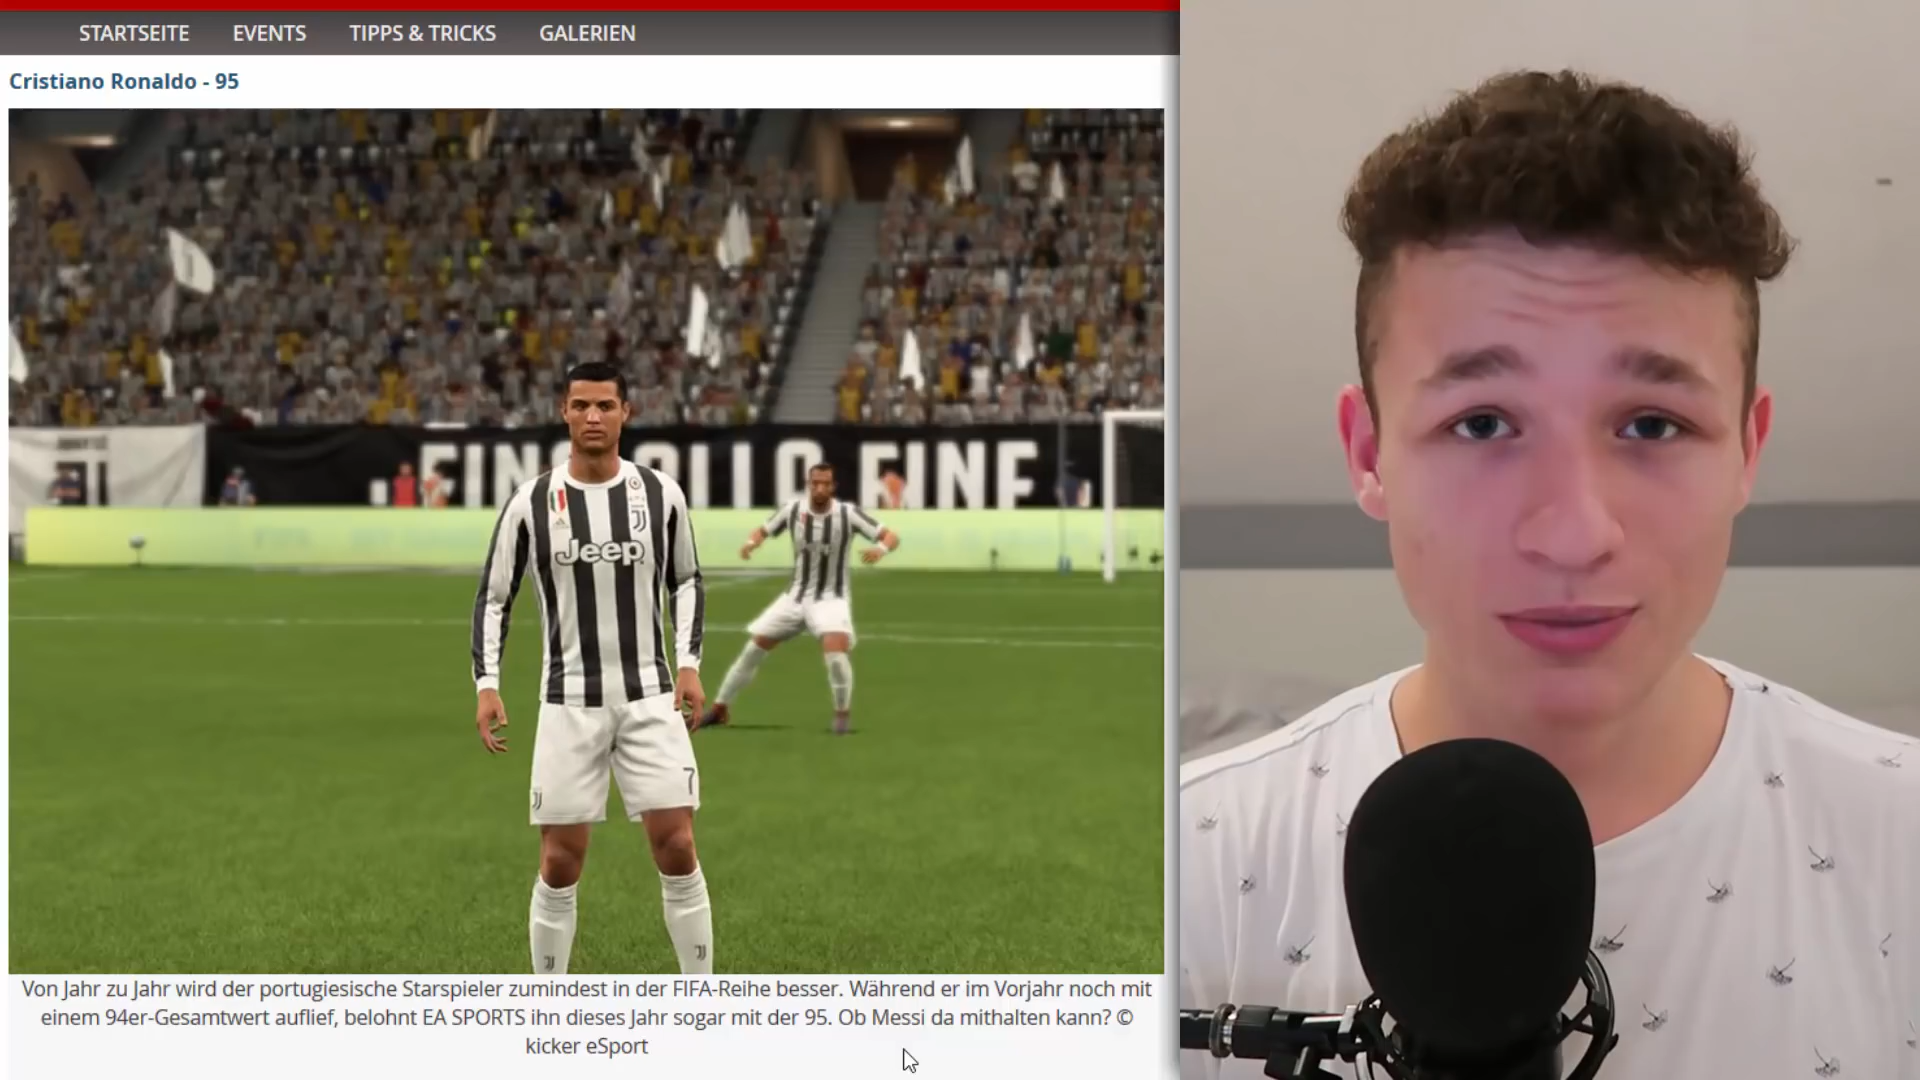 STARTSEITE EVENTS TIPPS & TRICKS GALERIEN
Cristiano Ronaldo - 95
FINE
Jeep
7
Von Jahr zu Jahr wird der portugiesische Starspieler zumindest in der FIFA-Reihe besser. Während er im Vorjahr noch mit
einem 94er-Gesamtwert auflief, belohnt EA SPORTS ihn dieses Jahr sogar mit der 95. Ob Messi da mithalten kann? ©
kicker eSport